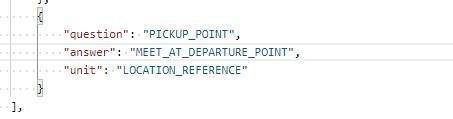 },
{
"question": "PICKUP_POINT",
"answer": "MEET_AT_DEPARTURE_POINT",
"unit": "LOCATION_REFERENCE"
}
],